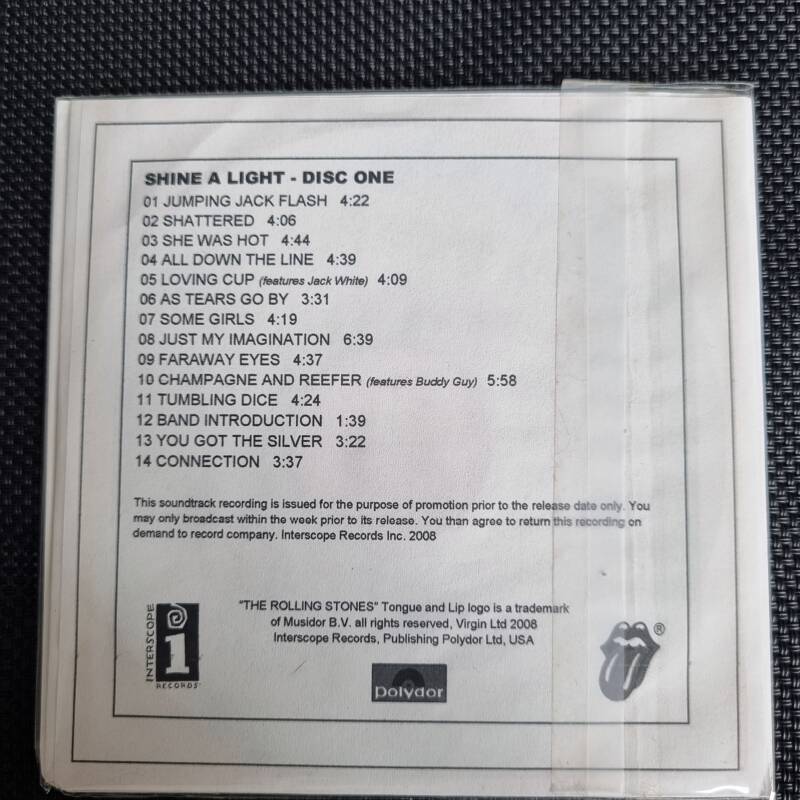 SHINE A LIGHT - DISC ONE
01 JUMPING JACK FLASH 4:22
02 SHATTERED 4:06
03 SHE WAS HOT 4:44
04 ALL DOWN THE LINE 4:39
05 LOVING CUP (features Jack White) 4:09
06 AS TEARS GO BY 3:31
07 SOME GIRLS 4:19
08 JUST MY IMAGINATION 6:39
09 FARAWAY EYES 4:37
10 CHAMPAGNE AND REEFER (features Buddy Guy) 5:58
11 TUMBLING DICE 4:24
12 BAND INTRODUCTION 1:39
13 YOU GOT THE SILVER 3:22
14 CONNECTION 3:37
This soundtrack recording is issued for the purpose of promotion prior to the release date only. You
may only broadcast within the week prior to its release. You than agree to return this recording on
demand to record company. Interscope Records Inc. 2008
"THE ROLLING STONES" Tongue and Lip logo is a trademark
of Musidor B.V. all rights reserved, Virgin Ltd 2008
Interscope Records, Publishing Polydor Ltd, USA
INTERSCOPE
i
RECORDS
polydor
®